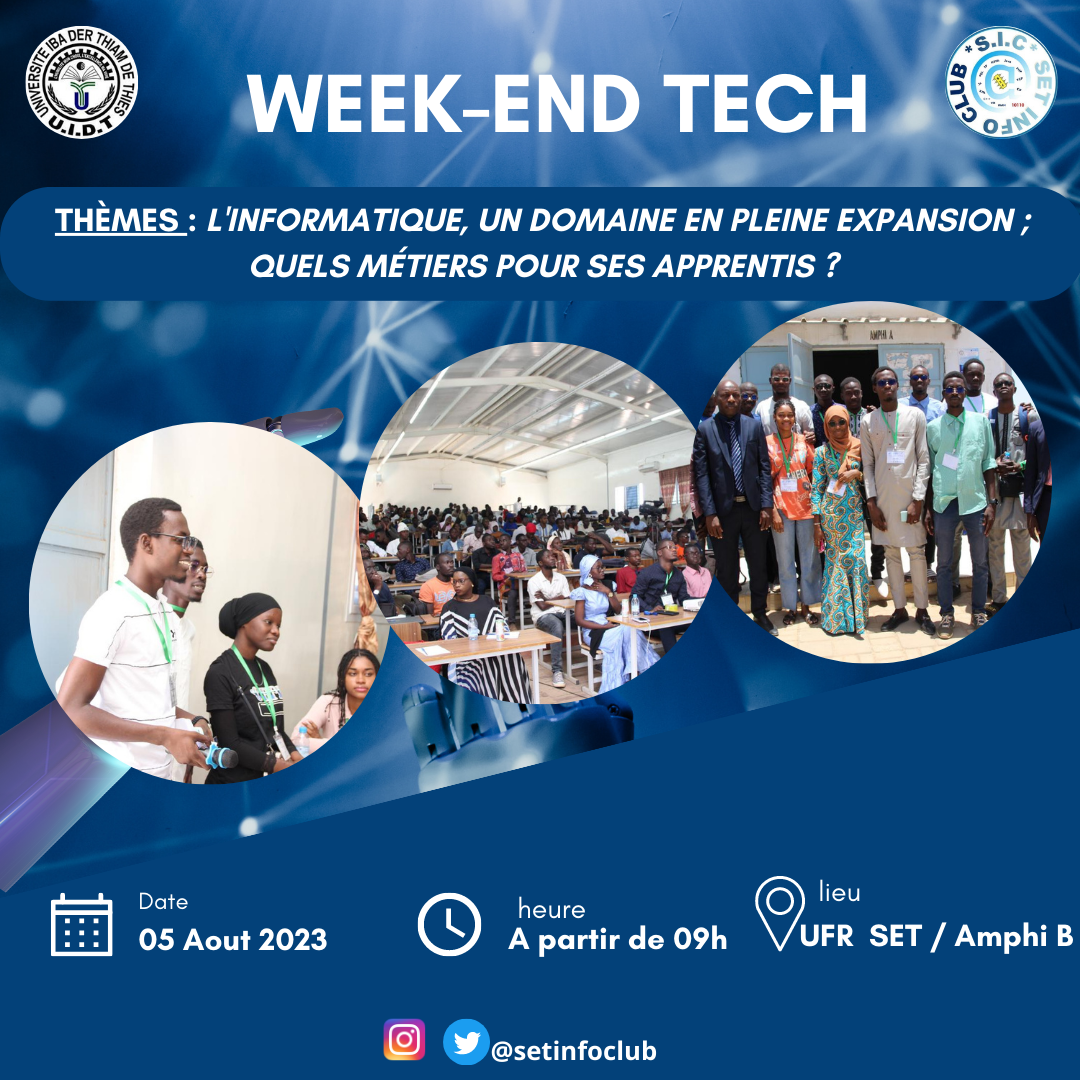 UNIVERSITE IBA DER THIAM DE THIES
U.I.D.T
WEEK-END TECH
* S.I.C *
SET INFO CLUB
THÈMES : L'INFORMATIQUE, UN DOMAINE EN PLEINE EXPANSION ;
QUELS MÉTIERS POUR SES APPRENTIS ?
AMPHI A
Date
05 Aout 2023
heure
A partir de 09h
lieu
UFR SET / Amphi B
@setinfoclub